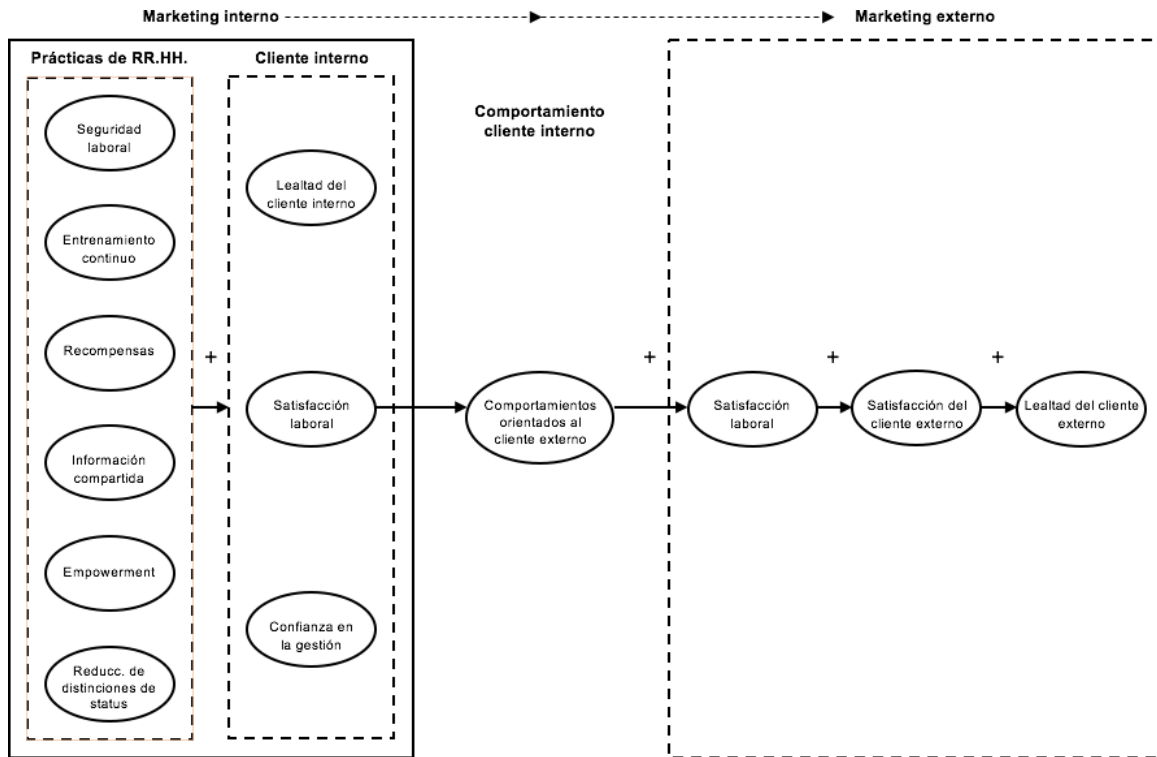 Marketing interno
Marketing externo
Prácticas de RR.HH.
Cliente interno
Comportamiento
cliente interno
Seguridad
laboral
Entrenamiento
continuo
Recompensas
Información
compartida
Empowerment
Reducc. de
distinciones de
status
+
Lealtad del
cliente interno
Satisfacción
laboral
Confianza en
la gestión
Comportamientos
orientados al
cliente externo
+
Satisfacción
laboral
+
Satisfacción del
cliente externo
+
Lealtad del cliente
externo